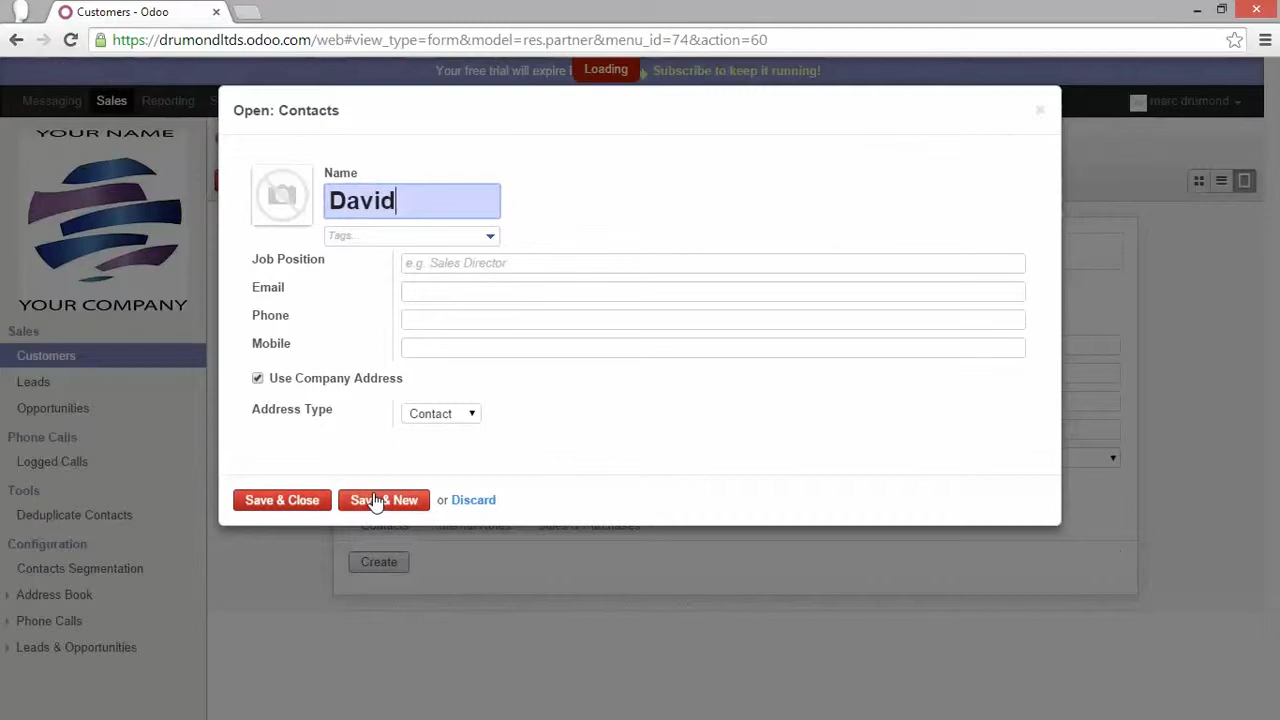 Customers - Odoo
https://drumondltds.odoo.com/web#view_type=form&model=res.partner&menu_id=74&action=60
Your free trial will expire
Loading
Subscribe to keep it running!
Messaging
Sales
Reporting
marc drumond
Open: Contacts
YOUR NAME
YOUR COMPANY
Name
David
Tags...
Job Position
e.g. Sales Director
Email
Phone
Mobile
Use Company Address
Address Type
Contact
Save & Close
Save & New
or Discard
Sales
Customers
Leads
Opportunities
Phone Calls
Logged Calls
Tools
Deduplicate Contacts
Configuration
Contacts Segmentation
Address Book
Phone Calls
Leads & Opportunities
Contacts
Create